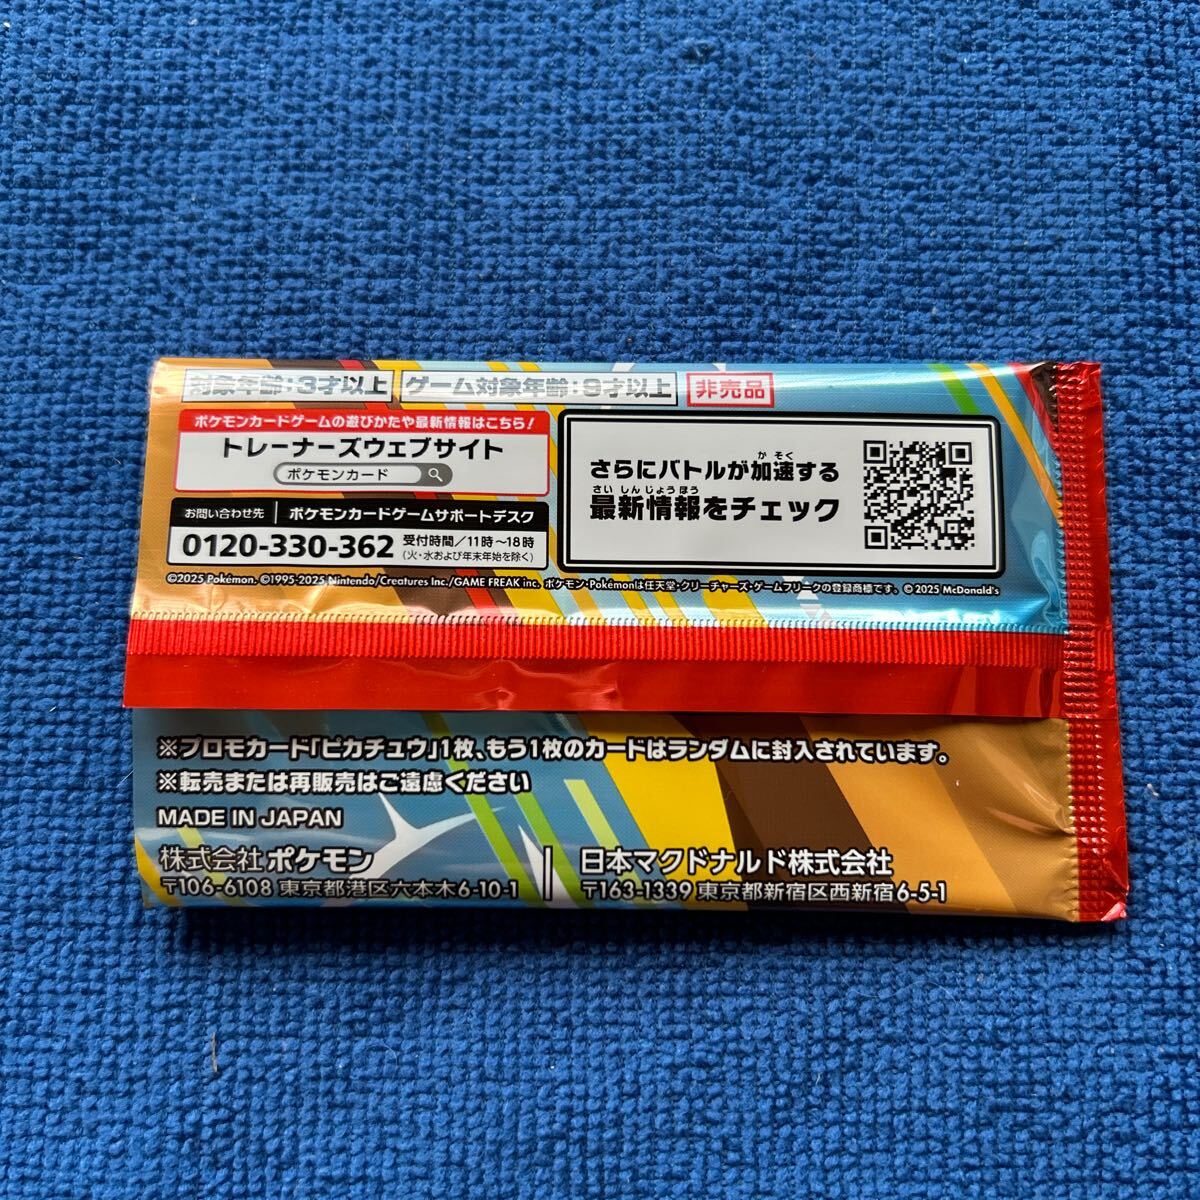 対象年齢：3才以上 ゲーム対象年齢：9才以上 非売品
ポケモンカードゲームの遊びかたや最新情報はこちら！
トレーナーズウェブサイト
ポケモンカード
お問い合わせ先 ポケモンカードゲームサポートデスク
0120-330-362 受付時間／11時～18時
(火・水および年末年始を除く)
かそく
さらにバトルが加速する
さいしんじょうほう
最新情報をチェック
©2025 Pokémon. ©1995-2025 Nintendo/Creatures Inc./GAME FREAK inc. ポケモン・Pokémonは任天堂・クリーチャーズ・ゲームフリークの登録商標です。 © 2025 McDonald's
※プロモカード「ピカチュウ」1枚、もう1枚のカードはランダムに封入されています。
※転売または再販売はご遠慮ください
MADE IN JAPAN
株式会社ポケモン
〒106-6108 東京都港区六本木6-10-1
日本マクドナルド株式会社
〒163-1339 東京都新宿区西新宿6-5-1